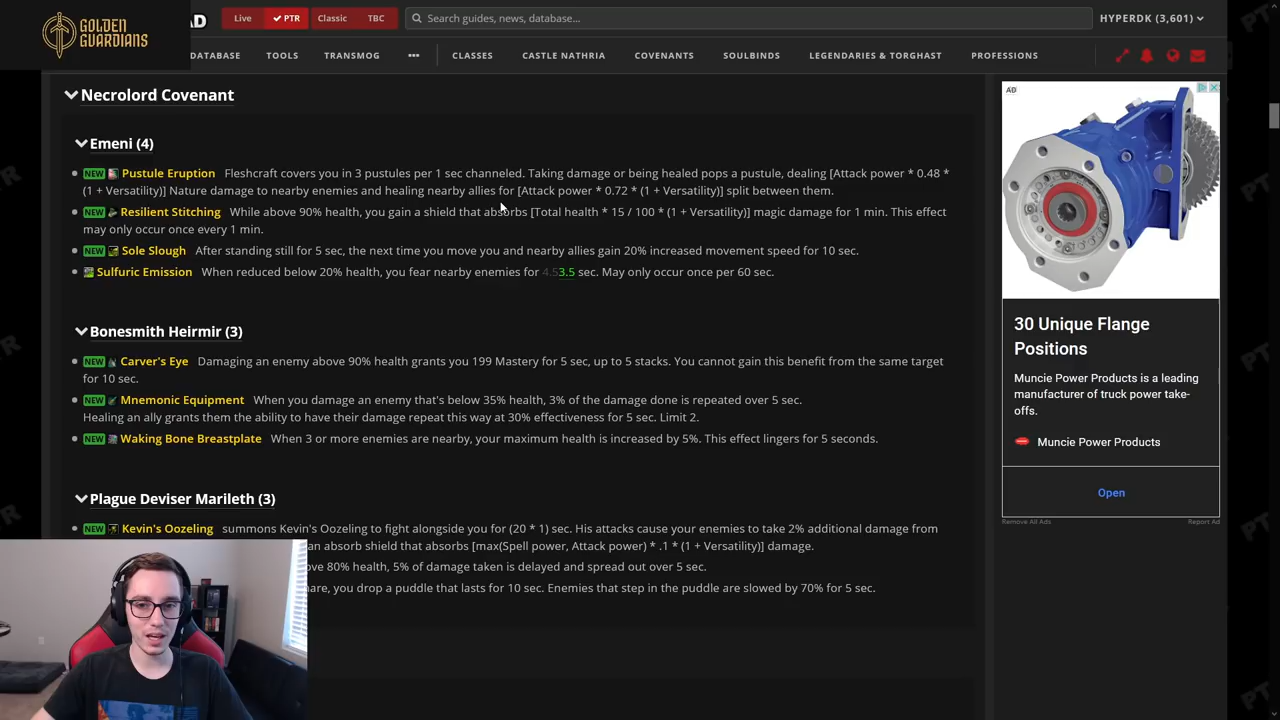 GOLDEN
GUARDIANS
AD
Live
PTR
Classic
TBC
Search guides, news, database...
HYPERDK (3,601)
DATABASE
TOOLS
TRANSMOG
CLASSES
CASTLE NATHRIA
COVENANTS
SOULBINDS
LEGENDARIES & TORGHAST
PROFESSIONS
Necrolord Covenant
Emeni (4)
NEW Pustule Eruption Fleshcraft covers you in 3 pustules per 1 sec channeled. Taking damage or being healed pops a pustule, dealing [Attack power * 0.48 *
(1 + Versatility)] Nature damage to nearby enemies and healing nearby allies for [Attack power * 0.72 * (1 + Versatility)] split between them.
NEW Resilient Stitching While above 90% health, you gain a shield that absorbs [Total health * 15 / 100 * (1 + Versatility)] magic damage for 1 min. This effect
may only occur once every 1 min.
NEW Sole Slough After standing still for 5 sec, the next time you move you and nearby allies gain 20% increased movement speed for 10 sec.
Sulfuric Emission When reduced below 20% health, you fear nearby enemies for 4.53.5 sec. May only occur once per 60 sec.
Bonesmith Heirmir (3)
NEW Carver's Eye Damaging an enemy above 90% health grants you 199 Mastery for 5 sec, up to 5 stacks. You cannot gain this benefit from the same target
for 10 sec.
NEW Mnemonic Equipment When you damage an enemy that's below 35% health, 3% of the damage done is repeated over 5 sec.
Healing an ally grants them the ability to have their damage repeat this way at 30% effectiveness for 5 sec. Limit 2.
NEW Waking Bone Breastplate When 3 or more enemies are nearby, your maximum health is increased by 5%. This effect lingers for 5 seconds.
Plague Deviser Marileth (3)
NEW Kevin's Oozeling summons Kevin's Oozeling to fight alongside you for (20 * 1) sec. His attacks cause your enemies to take 2% additional damage from
an absorb shield that absorbs [max(Spell power, Attack power) * .1 * (1 + Versatility)] damage.
ove 80% health, 5% of damage taken is delayed and spread out over 5 sec.
nare, you drop a puddle that lasts for 10 sec. Enemies that step in the puddle are slowed by 70% for 5 sec.
AD
30 Unique Flange
Positions
Muncie Power Products is a leading
manufacturer of truck power take-
offs.
Muncie Power Products
Open
Remove All Ads
Report Ad